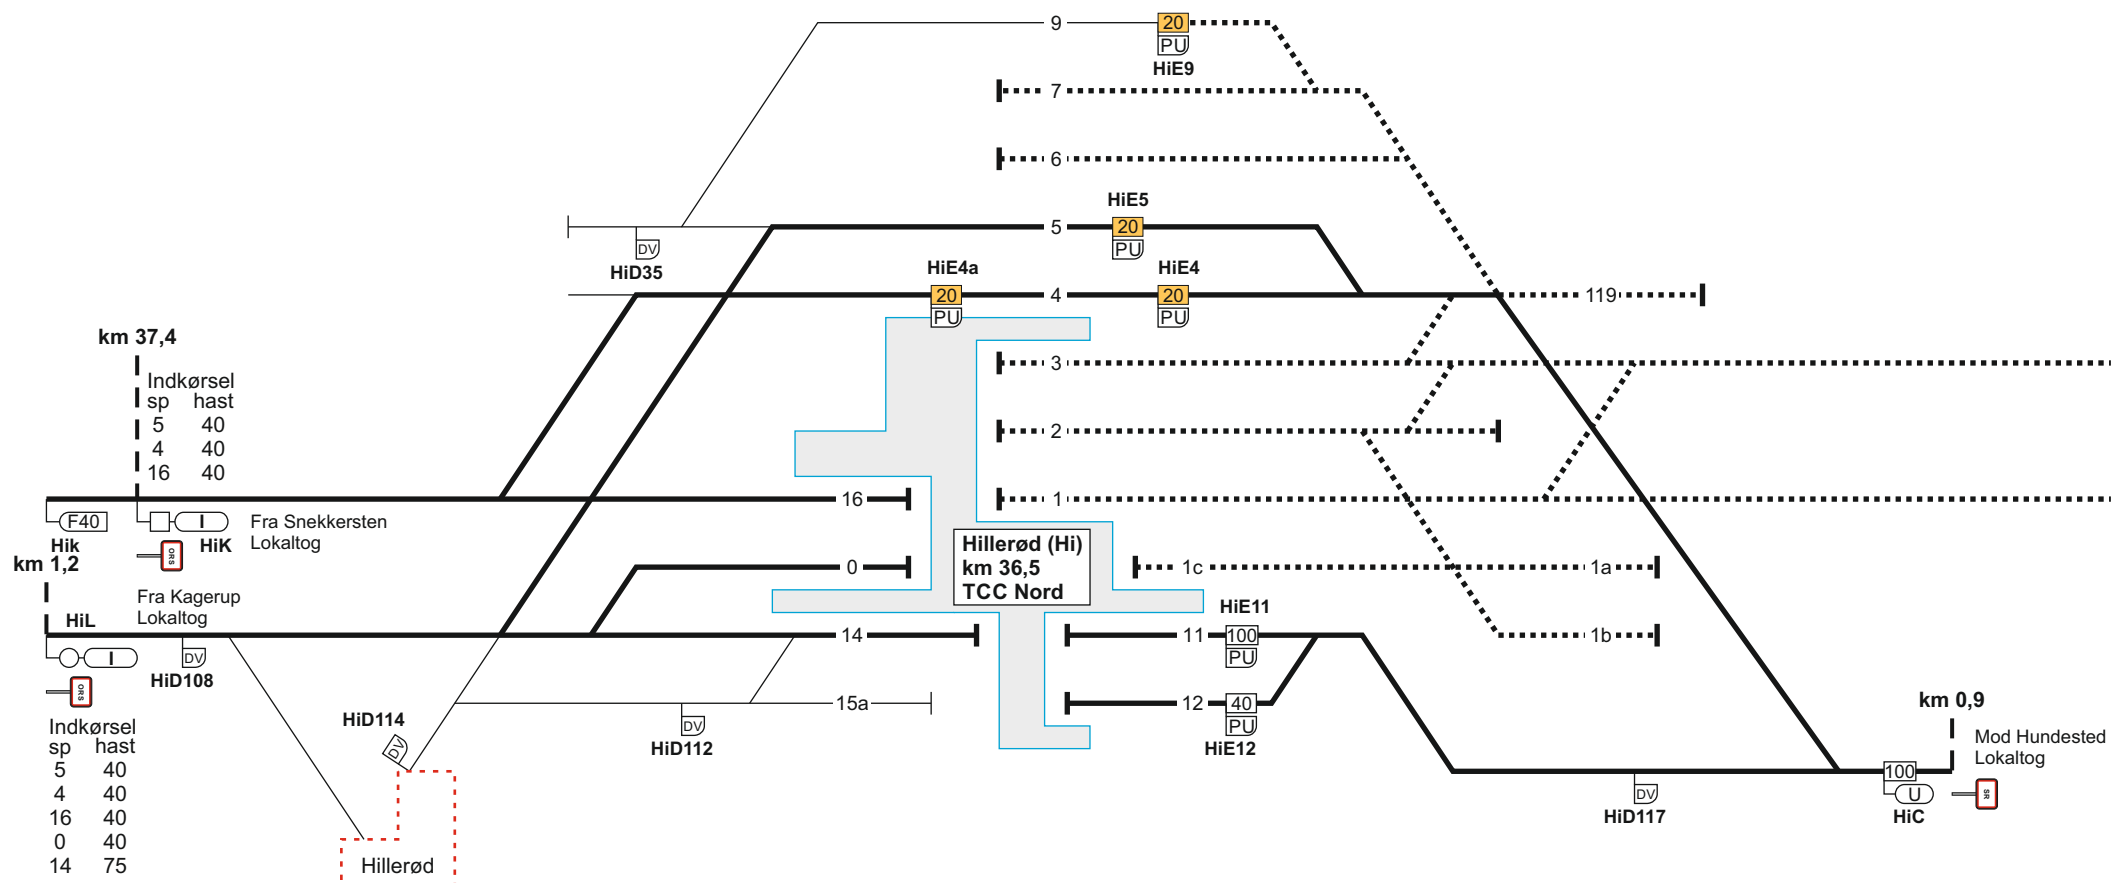 9
20
PU
HiE9
7
6
HiE5
5
20
PU
DV
HiD35
HiE4a
HiE4
20
4
20
119
PU
PU
km 37,4
3
Indkørsel
sp hast
5 40
4 40
16 40
2
16
1
F40
I
Hik
HiK
Fra Snekkersten
Lokaltog
ORS
km 1,2
Hillerød (Hi)
km 36,5
TCC Nord
0
1c
1a
Fra Kagerup
Lokaltog
HiL
HiE11
14
11
100
1b
I
DV
PU
HiD108
ORS
15a
12
40
km 0,9
HiD114
DV
DV
HiD112
PU
HiE12
Mod Hundested
Lokaltog
Indkørsel
sp hast
5 40
4 40
16 40
0 40
14 75
100
DV
U
SR
HiD117
HiC
Hillerød